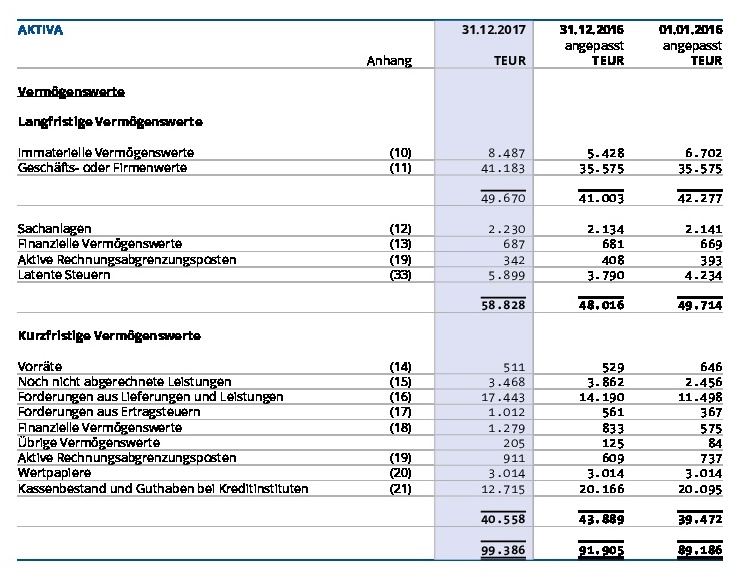 AKTIVA 31.12.2017 31.12.2016 01.01.2016
angepasst angepasst
Anhang TEUR TEUR TEUR
Vermögenswerte
Langfristige Vermögenswerte
Immaterielle Vermögenswerte (10) 8.487 5.428 6.702
Geschäfts- oder Firmenwerte (11) 41.183 35.575 35.575
49.670 41.003 42.277
Sachanlagen (12) 2.230 2.134 2.141
Finanzielle Vermögenswerte (13) 687 681 669
Aktive Rechnungsabgrenzungsposten (19) 342 408 393
Latente Steuern (33) 5.899 3.790 4.234
58.828 48.016 49.714
Kurzfristige Vermögenswerte
Vorräte (14) 511 529 646
Noch nicht abgerechnete Leistungen (15) 3.468 3.862 2.456
Forderungen aus Lieferungen und Leistungen (16) 17.443 14.190 11.498
Forderungen aus Ertragsteuern (17) 1.012 561 367
Finanzielle Vermögenswerte (18) 1.279 833 575
Übrige Vermögenswerte 205 125 84
Aktive Rechnungsabgrenzungsposten (19) 911 609 737
Wertpapiere (20) 3.014 3.014 3.014
Kassenbestand und Guthaben bei Kreditinstituten (21) 12.715 20.166 20.095
40.558 43.889 39.472
99.386 91.905 89.186